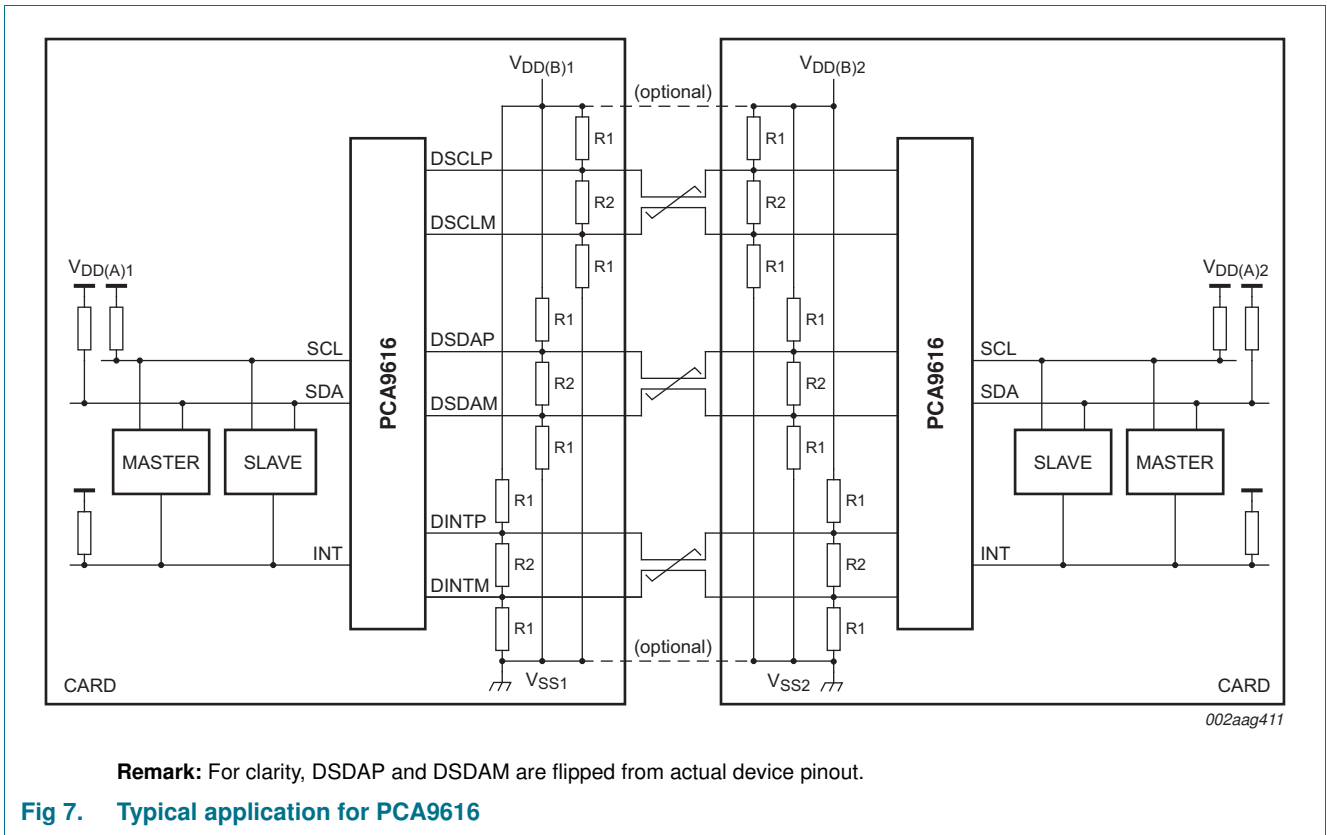 VDD(B)1
VDD(B)2
(optional)
R1
R1
DSCLP
R2
R2
DSCLM
R1
R1
VDD(A)1
VDD(A)2
R1
R1
DSDAP
SCL
SCL
PCA9616
PCA9616
R2
R2
SDA
SDA
DSDAM
R1
R1
MASTER
SLAVE
SLAVE
MASTER
R1
R1
DINTP
INT
INT
R2
R2
DINTM
R1
R1
(optional)
VSS1
VSS2
CARD
CARD
002aag411
Remark: For clarity, DSDAP and DSDAM are flipped from actual device pinout.
Fig 7. Typical application for PCA9616